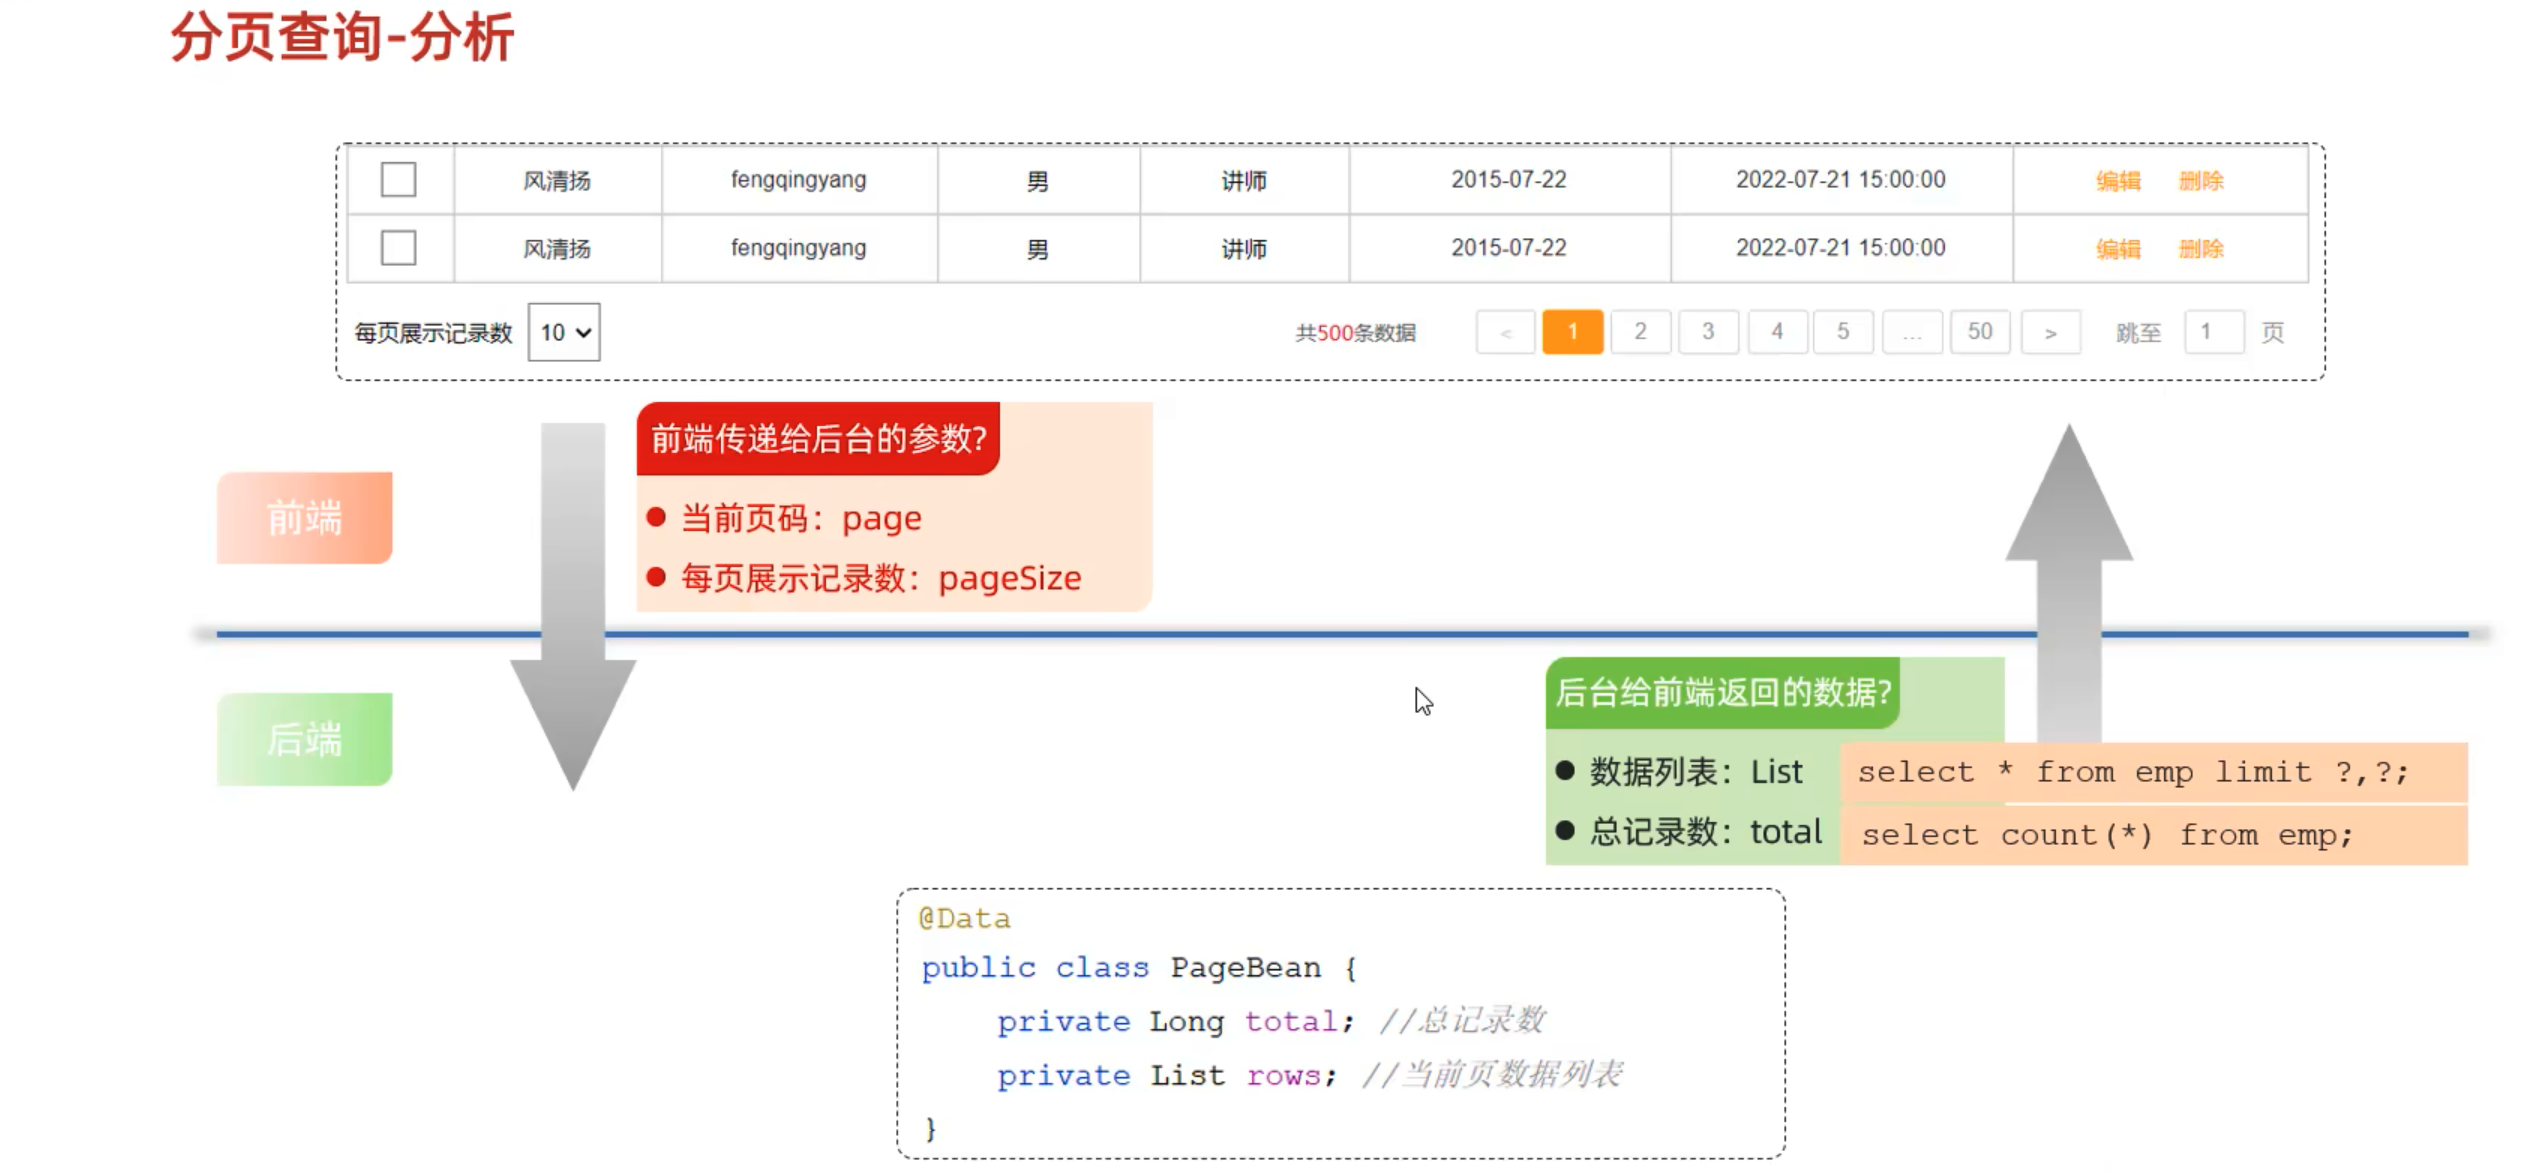 分页查询-分析
风清扬 fengqingyang 男 讲师 2015-07-22 2022-07-21 15:00:00 编辑 删除
风清扬 fengqingyang 男 讲师 2015-07-22 2022-07-21 15:00:00 编辑 删除
每页展示记录数 10 共500条数据 < 1 2 3 4 5 ... 50 > 跳至 1 页
前端传递给后台的参数?
前端
当前页码：page
每页展示记录数：pageSize
后端
后台给前端返回的数据?
数据列表：List select * from emp limit ?,?;
总记录数：total select count(*) from emp;
@Data
public class PageBean {
private Long total; //总记录数
private List rows; //当前页数据列表
}